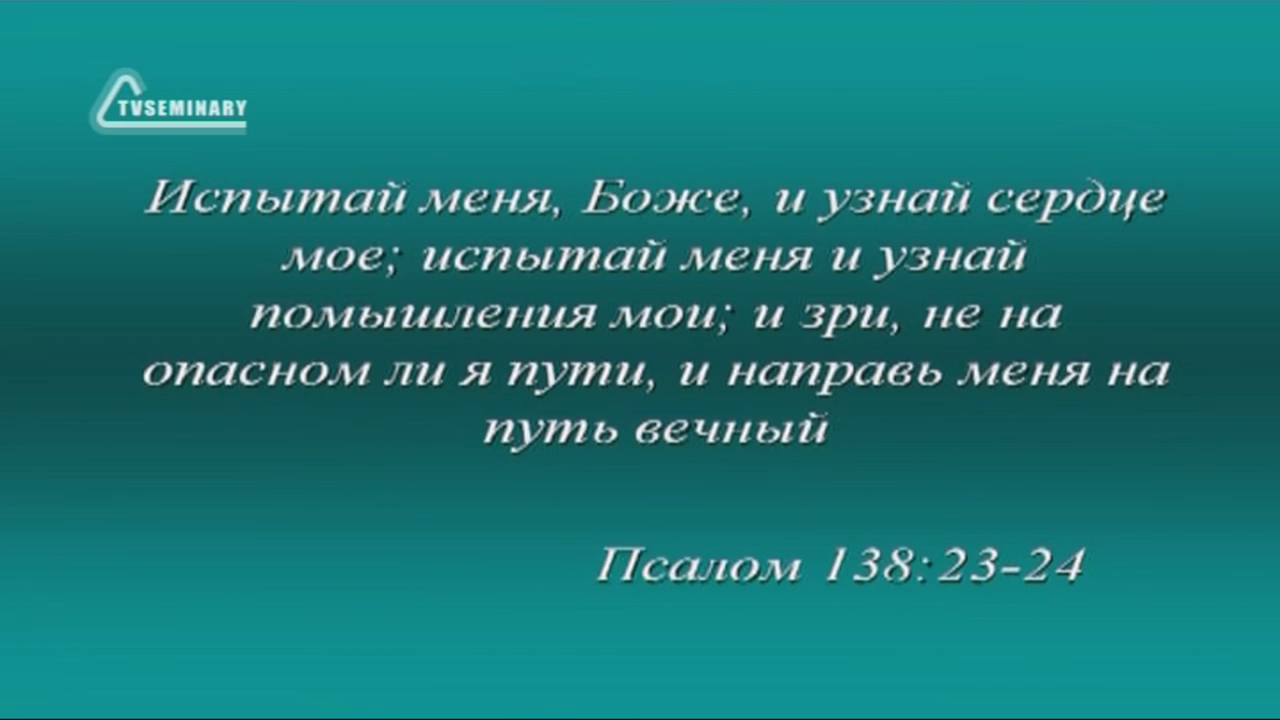 TVSEMINARY
Испытай меня, Боже, и узнай сердце
мое; испытай меня и узнай
помышления мои; и зри, не на
опасном ли я пути, и направь меня на
путь вечный
Псалом 138:23-24